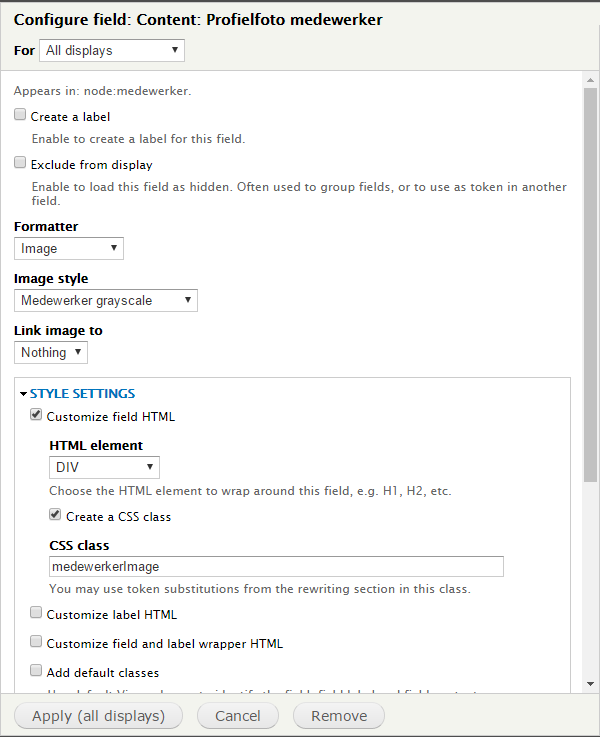 Configure field: Content: Profielfoto medewerker
For All displays
Appears in: node:medewerker.
Create a label
Enable to create a label for this field.
Exclude from display
Enable to load this field as hidden. Often used to group fields, or to use as token in another
field.
Formatter
Image
Image style
Medewerker grayscale
Link image to
Nothing
STYLE SETTINGS
Customize field HTML
HTML element
DIV
Choose the HTML element to wrap around this field, e.g. H1, H2, etc.
Create a CSS class
CSS class
medewerkerImage
You may use token substitutions from the rewriting section in this class.
Customize label HTML
Customize field and label wrapper HTML
Add default classes
Apply (all displays) Cancel Remove